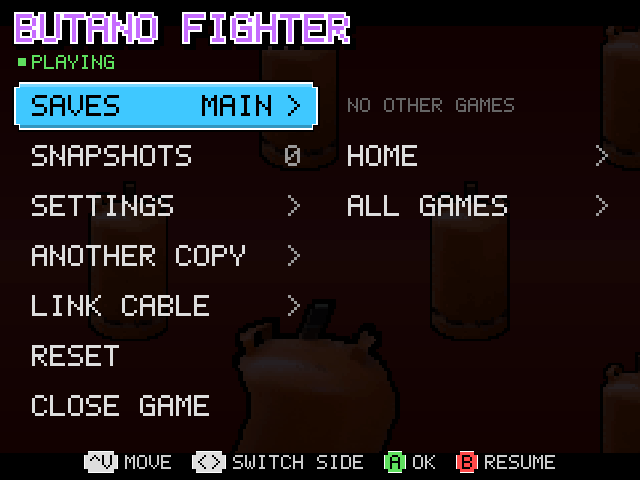 BUTANO FIGHTER
PLAYING
SAVES MAIN >
NO OTHER GAMES
SNAPSHOTS 0
HOME >
SETTINGS >
ALL GAMES >
ANOTHER COPY >
LINK CABLE >
RESET
CLOSE GAME
^V MOVE <> SWITCH SIDE A OK B RESUME